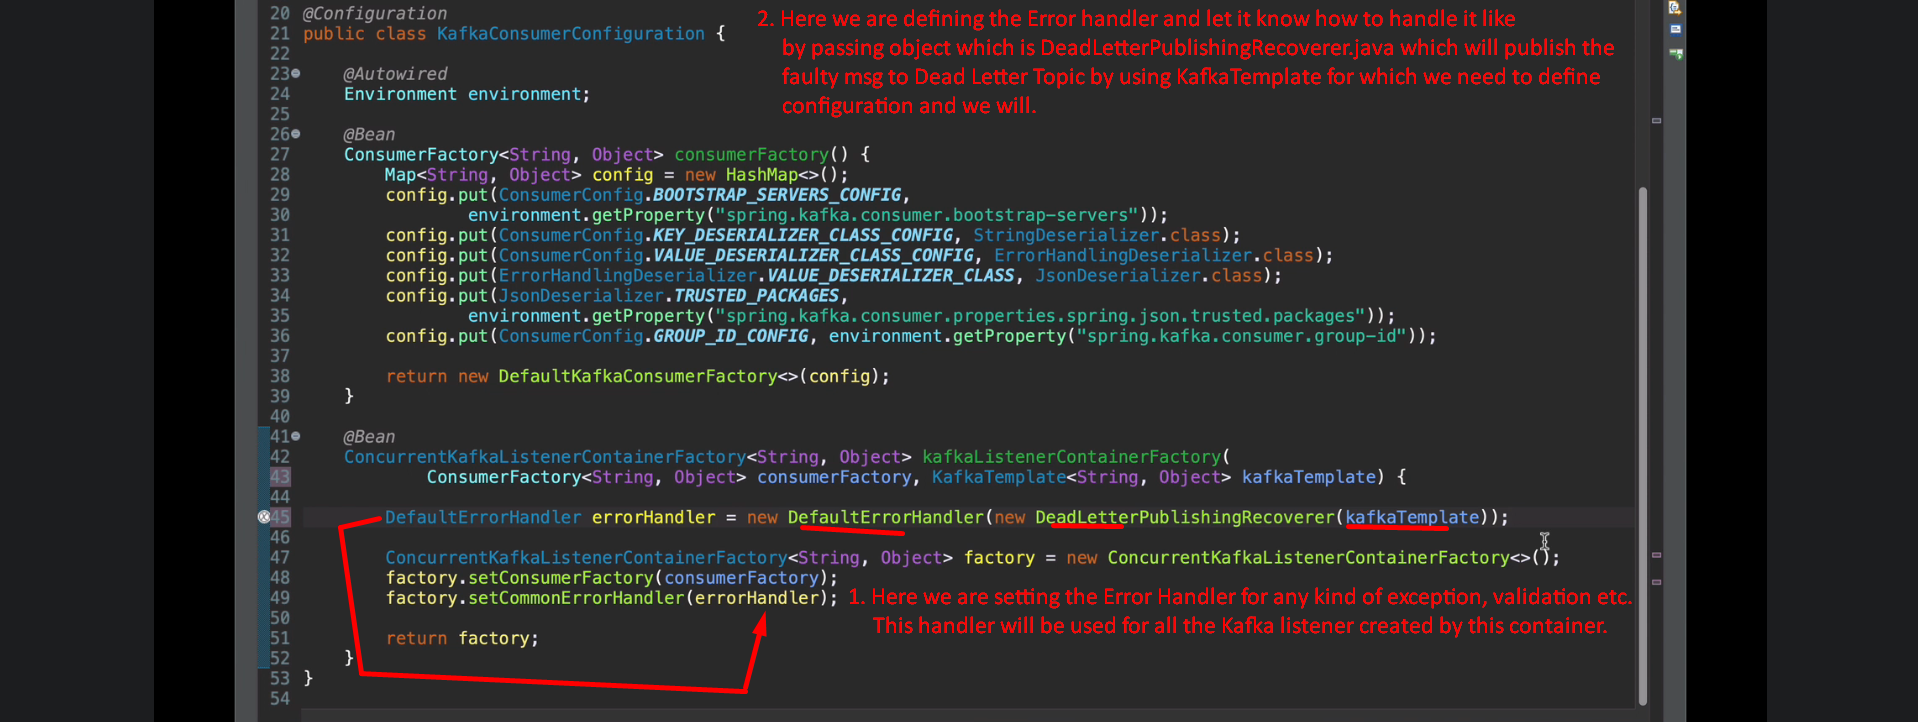 20 @Configuration
21 public class KafkaConsumerConfiguration {
2. Here we are defining the Error handler and let it know how to handle it like
by passing object which is DeadLetterPublishingRecoverer.java which will publish the
faulty msg to Dead Letter Topic by using KafkaTemplate for which we need to define
configuration and we will.
22
23 @Autowired
24 Environment environment;
25
26 @Bean
27 ConsumerFactory<String, Object> consumerFactory() {
28 Map<String, Object> config = new HashMap<>();
29 config.put(ConsumerConfig.BOOTSTRAP_SERVERS_CONFIG,
30 environment.getProperty("spring.kafka.consumer.bootstrap-servers"));
31 config.put(ConsumerConfig.KEY_DESERIALIZER_CLASS_CONFIG, StringDeserializer.class);
32 config.put(ConsumerConfig.VALUE_DESERIALIZER_CLASS_CONFIG, ErrorHandlingDeserializer.class);
33 config.put(ErrorHandlingDeserializer.VALUE_DESERIALIZER_CLASS, JsonDeserializer.class);
34 config.put(JsonDeserializer.TRUSTED_PACKAGES,
35 environment.getProperty("spring.kafka.consumer.properties.spring.json.trusted.packages"));
36 config.put(ConsumerConfig.GROUP_ID_CONFIG, environment.getProperty("spring.kafka.consumer.group-id"));
37
38 return new DefaultKafkaConsumerFactory<>(config);
39 }
40
41 @Bean
42 ConcurrentKafkaListenerContainerFactory<String, Object> kafkaListenerContainerFactory(
43 ConsumerFactory<String, Object> consumerFactory, KafkaTemplate<String, Object> kafkaTemplate) {
44
45 DefaultErrorHandler errorHandler = new DefaultErrorHandler(new DeadLetterPublishingRecoverer(kafkaTemplate));
46
47 ConcurrentKafkaListenerContainerFactory<String, Object> factory = new ConcurrentKafkaListenerContainerFactory<>();
48 factory.setConsumerFactory(consumerFactory);
49 factory.setCommonErrorHandler(errorHandler);
1. Here we are setting the Error Handler for any kind of exception, validation etc.
This handler will be used for all the Kafka listener created by this container.
50
51 return factory;
52 }
53 }
54